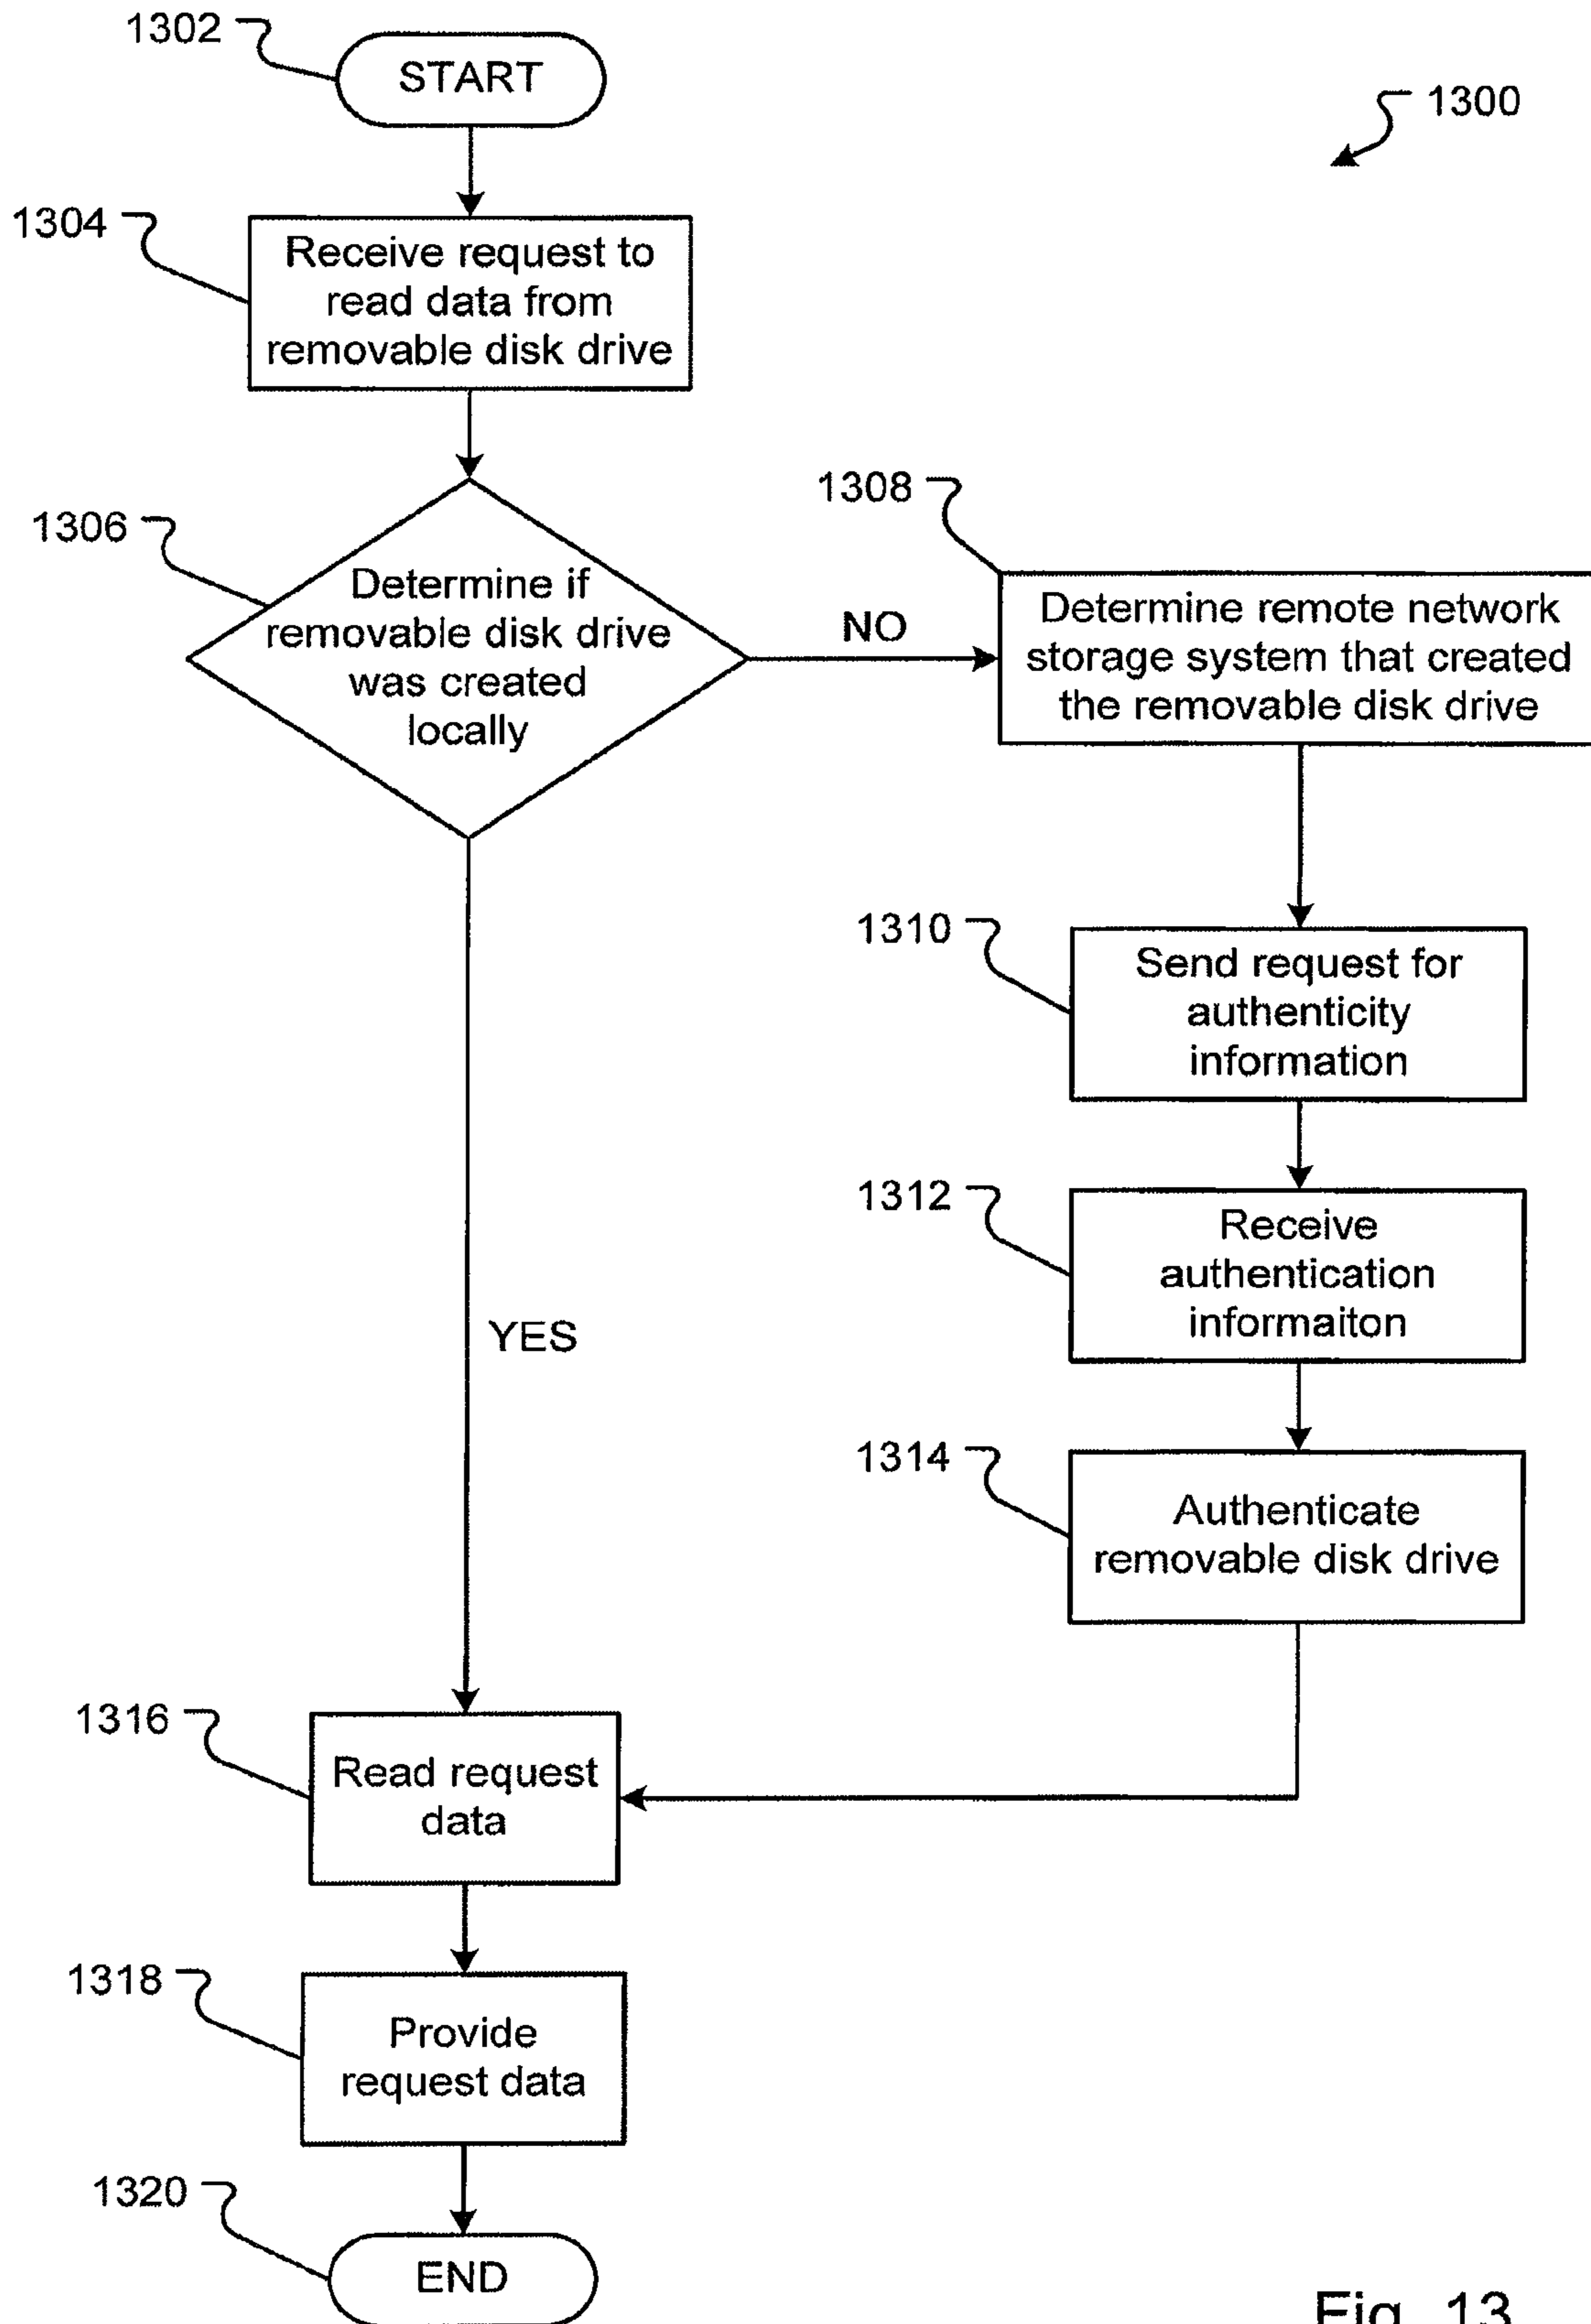 1302
START
1300
1304
Receive request to
read data from
removable disk drive
1306
Determine if
removable disk drive
was created
locally
NO
1308
Determine remote network
storage system that created
the removable disk drive
1310
Send request for
authenticity
information
1312
Receive
authentication
informaiton
YES
1314
Authenticate
removable disk drive
1316
Read request
data
1318
Provide
request data
1320
END
Fig. 13